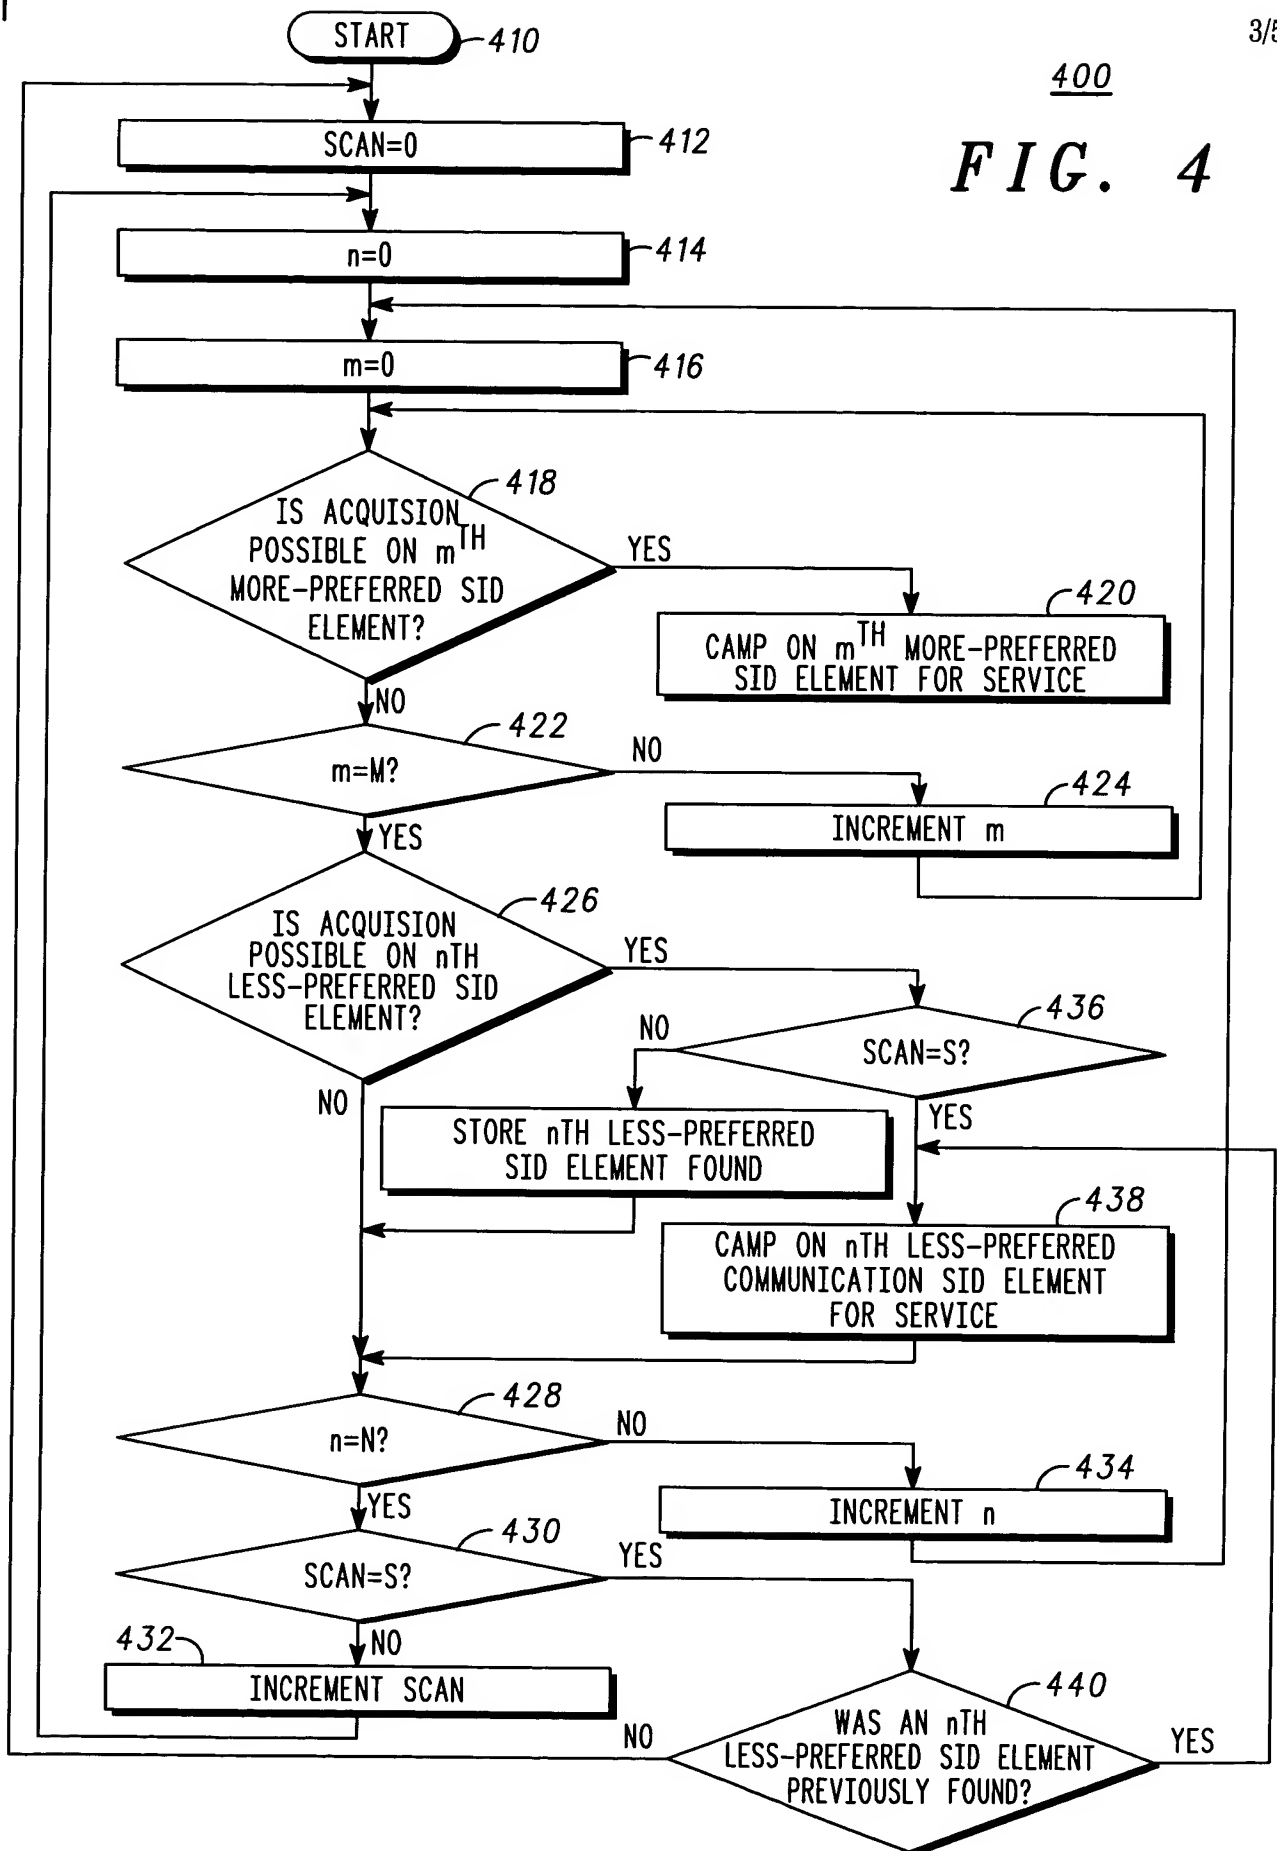 3/5
400
FIG. 4
START
410
SCAN=0
412
n=0
414
m=0
416
418
IS ACQUISION
POSSIBLE ON mTH
MORE-PREFERRED SID
ELEMENT?
YES
420
CAMP ON mTH MORE-PREFERRED
SID ELEMENT FOR SERVICE
NO
422
m=M?
NO
424
INCREMENT m
YES
426
IS ACQUISION
POSSIBLE ON nTH
LESS-PREFERRED SID
ELEMENT?
YES
436
SCAN=S?
NO
NO
YES
STORE nTH LESS-PREFERRED
SID ELEMENT FOUND
438
CAMP ON nTH LESS-PREFERRED
COMMUNICATION SID ELEMENT
FOR SERVICE
428
n=N?
NO
434
INCREMENT n
YES
430
SCAN=S?
YES
NO
432
INCREMENT SCAN
440
WAS AN nTH
LESS-PREFERRED SID ELEMENT
PREVIOUSLY FOUND?
NO
YES